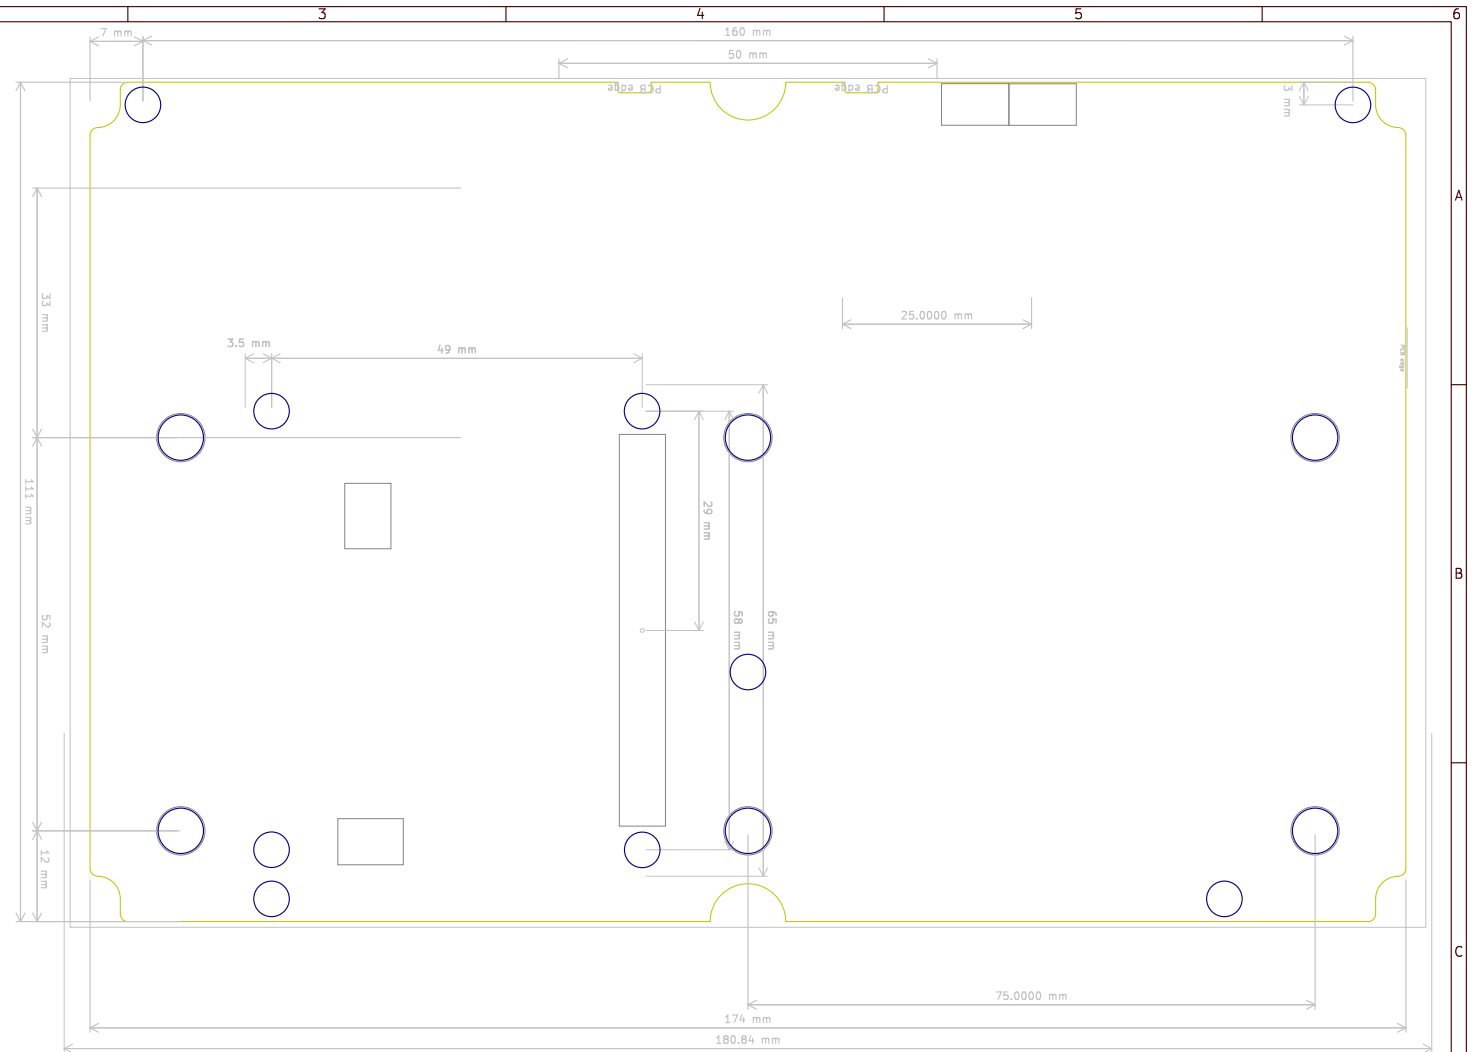 3 4 5 6
7 mm
160 mm
50 mm
PCB edge PCB edge
3 mm
A
33 mm
25.0000 mm
3.5 mm
49 mm
PCB edge
111 mm
29 mm
B
52 mm
58 mm
65 mm
12 mm
C
75.0000 mm
174 mm
180.84 mm